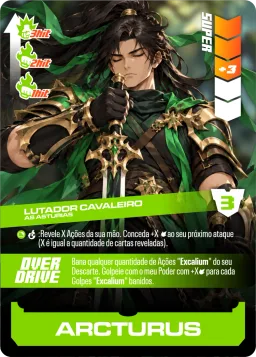 3hit
2hit
1hit
SUPER
+3
3
LUTADOR CAVALEIRO
AS ASTURIAS
:Revele X Ações da sua mão. Conceda +X ao seu próximo ataque
(X é igual a quantidade de cartas reveladas).
OVER
DRIVE
Bana qualquer quantidade de Ações "Excalium" do seu
Descarte. Golpeie com o meu Poder com +X para cada
Golpes "Excalium" banidos.
ARCTURUS